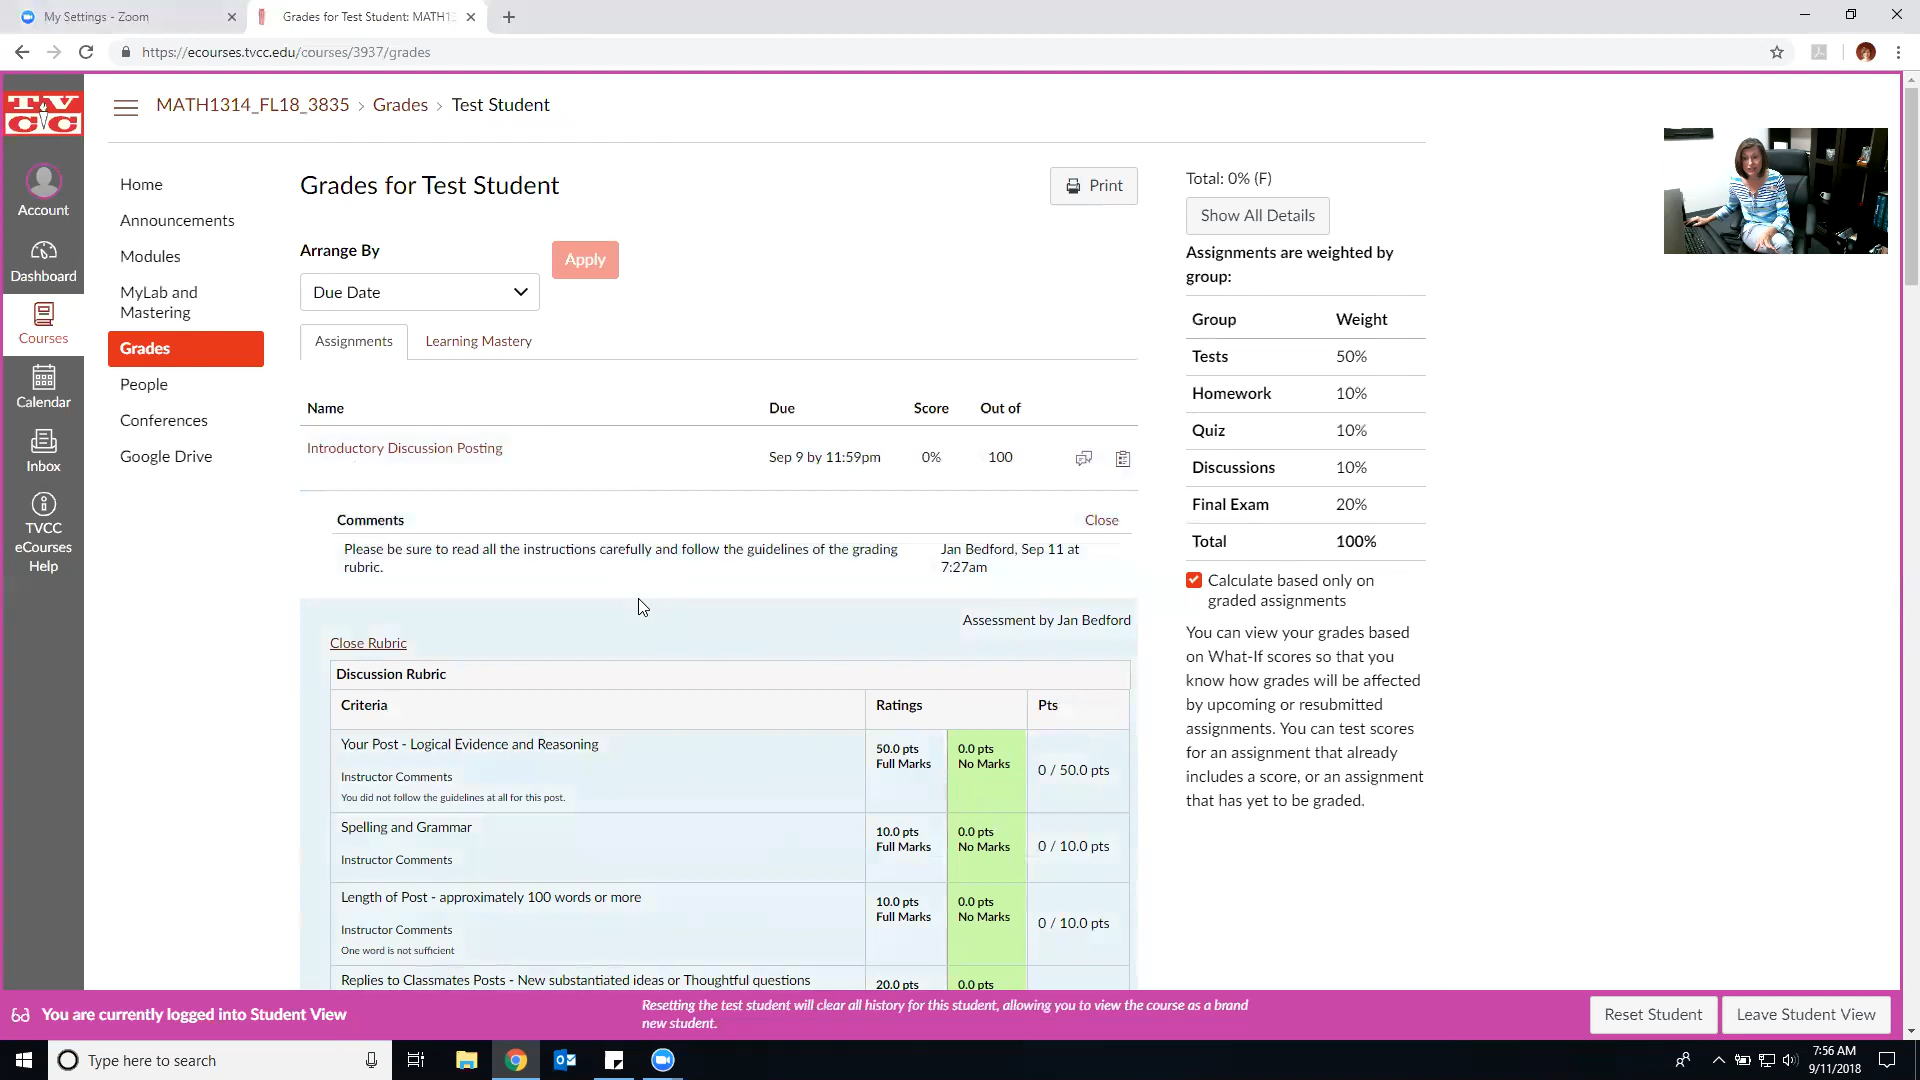 My Settings - Zoom
Grades for Test Student: MATH13
https://ecourses.tvcc.edu/courses/3937/grades
TV
CC
MATH1314_FL18_3835 › Grades › Test Student
Account
Dashboard
Courses
Calendar
Inbox
TVCC
eCourses
Help
Home
Announcements
Modules
MyLab and
Mastering
Grades
People
Conferences
Google Drive
Grades for Test Student
Print
Arrange By
Due Date
Apply
Assignments
Learning Mastery
Name Due Score Out of
Introductory Discussion Posting
Sep 9 by 11:59pm 0% 100
Comments Close
Please be sure to read all the instructions carefully and follow the guidelines of the grading
rubric.
Jan Bedford, Sep 11 at
7:27am
Assessment by Jan Bedford
Close Rubric
Discussion Rubric
Criteria Ratings Pts
Your Post - Logical Evidence and Reasoning
Instructor Comments
You did not follow the guidelines at all for this post.
50.0 pts
Full Marks
0.0 pts
No Marks
0 / 50.0 pts
Spelling and Grammar
Instructor Comments
10.0 pts
Full Marks
0.0 pts
No Marks
0 / 10.0 pts
Length of Post - approximately 100 words or more
Instructor Comments
One word is not sufficient
10.0 pts
Full Marks
0.0 pts
No Marks
0 / 10.0 pts
Replies to Classmates Posts - New substantiated ideas or Thoughtful questions
20.0 pts
0.0 pts
Total: 0% (F)
Show All Details
Assignments are weighted by
group:
Group Weight
Tests 50%
Homework 10%
Quiz 10%
Discussions 10%
Final Exam 20%
Total 100%
Calculate based only on
graded assignments
You can view your grades based
on What-If scores so that you
know how grades will be affected
by upcoming or resubmitted
assignments. You can test scores
for an assignment that already
includes a score, or an assignment
that has yet to be graded.
You are currently logged into Student View
Resetting the test student will clear all history for this student, allowing you to view the course as a brand
new student.
Reset Student
Leave Student View
Type here to search
7:56 AM
9/11/2018